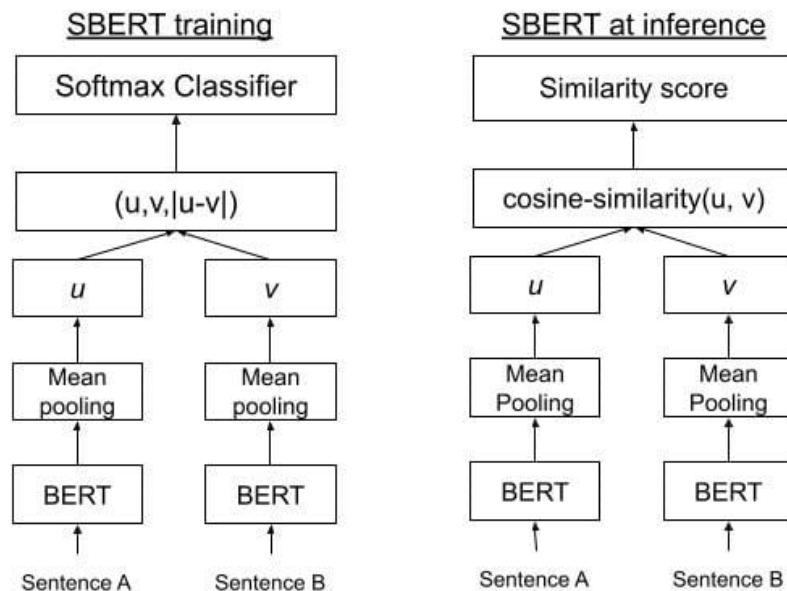 SBERT training
Softmax Classifier
(u,v,|u-v|)
u
v
Mean
pooling
Mean
pooling
BERT
BERT
Sentence A
Sentence B
SBERT at inference
Similarity score
cosine-similarity(u, v)
u
v
Mean
Pooling
Mean
Pooling
BERT
BERT
Sentence A
Sentence B